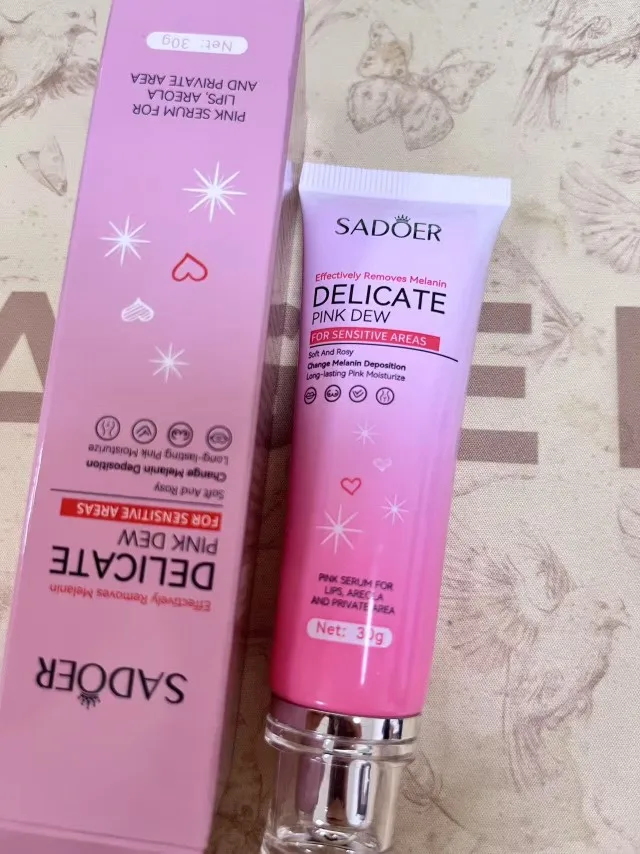 SADOER
Effectively Removes Melanin
DELICATE
PINK DEW
FOR SENSITIVE AREAS
Soft And Rosy
Change Melanin Deposition
Long-lasting Pink Moisturize
PINK SERUM FOR
LIPS, AREOLA
AND PRIVATE AREA
Net: 30g
SADOER
Effectively Removes Melanin
DELICATE
PINK DEW
FOR SENSITIVE AREAS
Soft And Rosy
Change Melanin Deposition
Long-lasting Pink Moisturize
PINK SERUM FOR
LIPS, AREOLA
AND PRIVATE AREA
Net: 30g